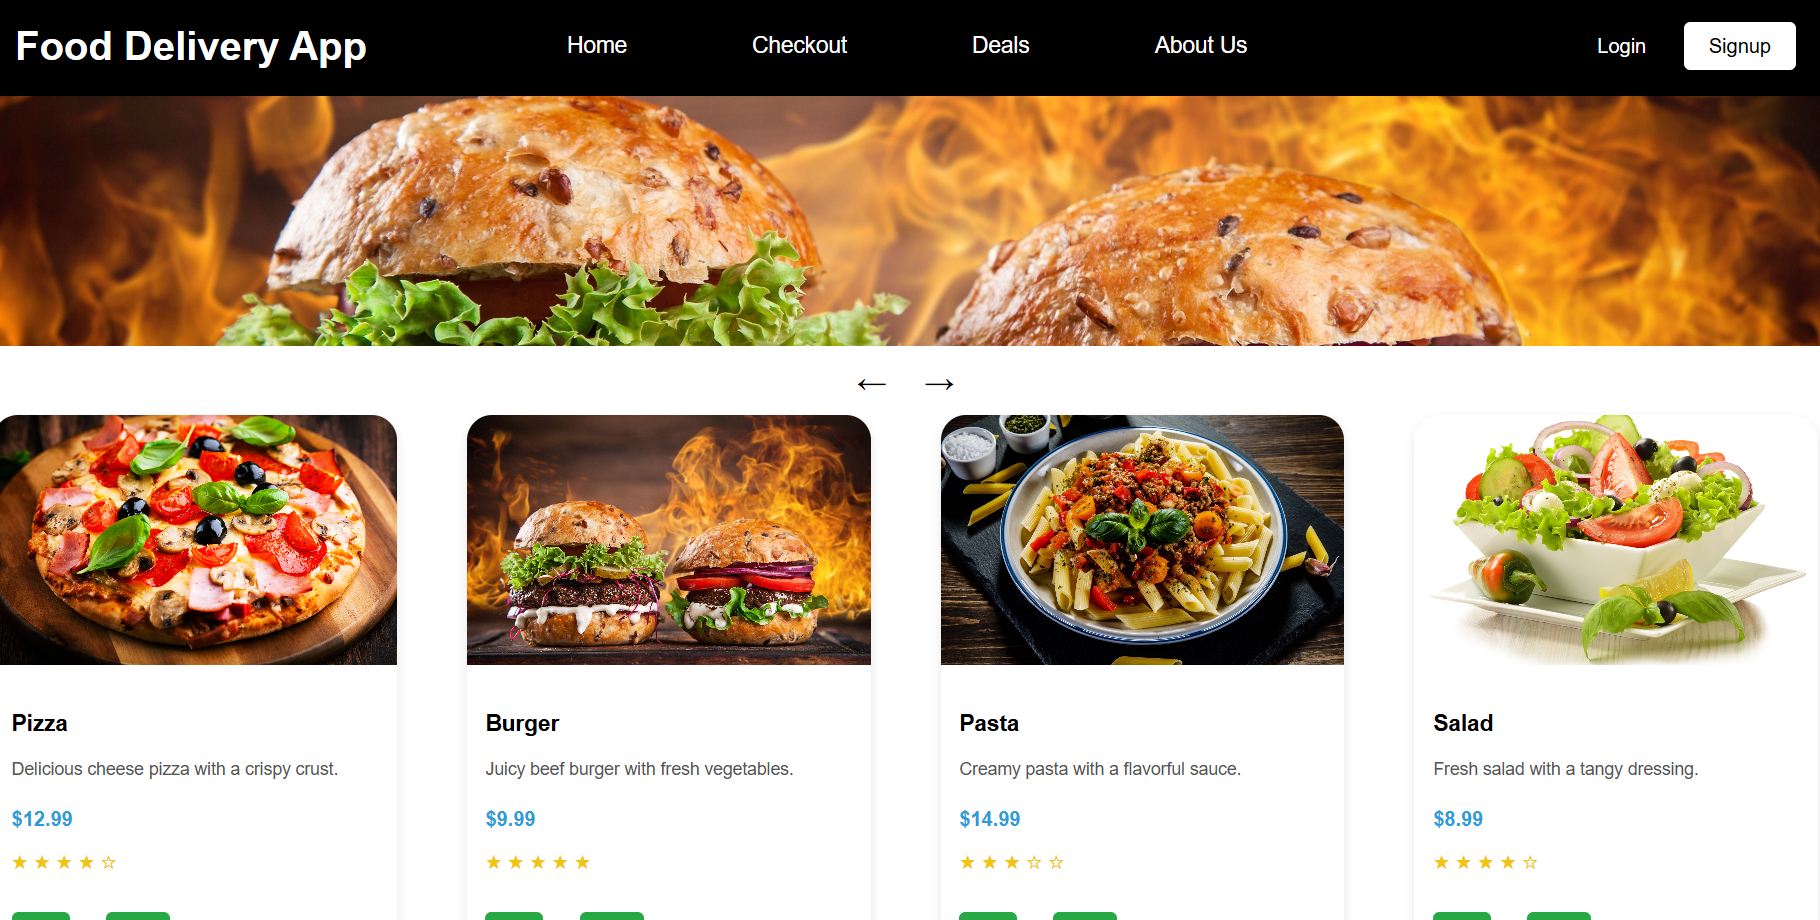 Food Delivery App Home Checkout Deals About Us Login Signup
← →
Pizza
Delicious cheese pizza with a crispy crust.
$12.99
★ ★ ★ ★ ☆
Burger
Juicy beef burger with fresh vegetables.
$9.99
★ ★ ★ ★ ★
Pasta
Creamy pasta with a flavorful sauce.
$14.99
★ ★ ★ ☆ ☆
Salad
Fresh salad with a tangy dressing.
$8.99
★ ★ ★ ★ ☆